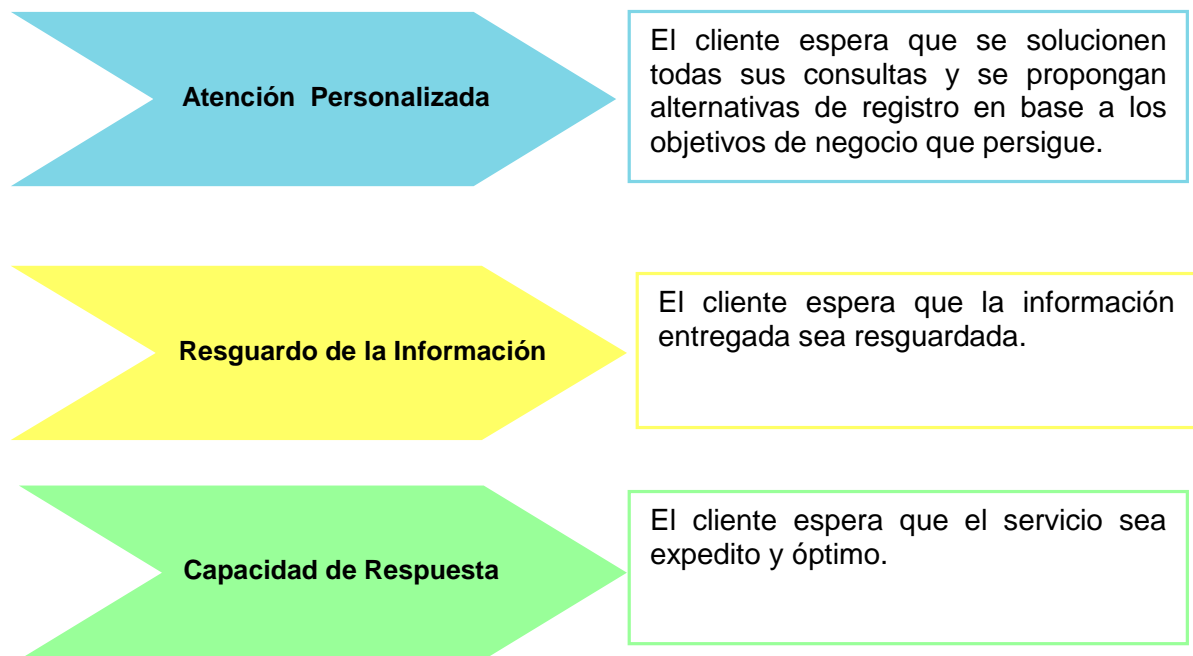 Atención Personalizada
El cliente espera que se solucionen
todas sus consultas y se propongan
alternativas de registro en base a los
objetivos de negocio que persigue.
Resguardo de la Información
El cliente espera que la información
entregada sea resguardada.
Capacidad de Respuesta
El cliente espera que el servicio sea
expedito y óptimo.